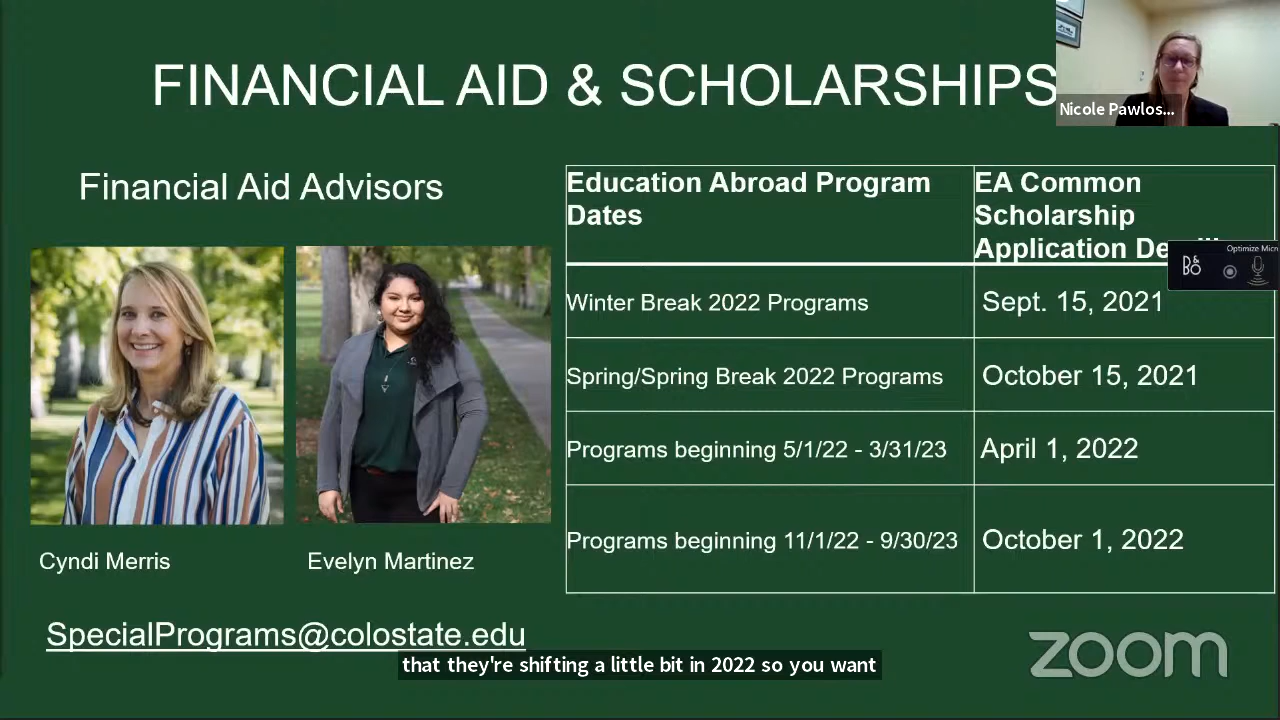 FINANCIAL AID & SCHOLARSHIPS
Nicole Pawlos...
Financial Aid Advisors
Education Abroad Program
Dates
EA Common
Scholarship
Application
Optimize
B&O
Winter Break 2022 Programs
Sept. 15, 2021
Spring/Spring Break 2022 Programs
October 15, 2021
Programs beginning 5/1/22 - 3/31/23
April 1, 2022
Programs beginning 11/1/22 - 9/30/23
October 1, 2022
Cyndi Merris
Evelyn Martinez
SpecialPrograms@colostate.edu
that they're shifting a little bit in 2022 so you want
zoom